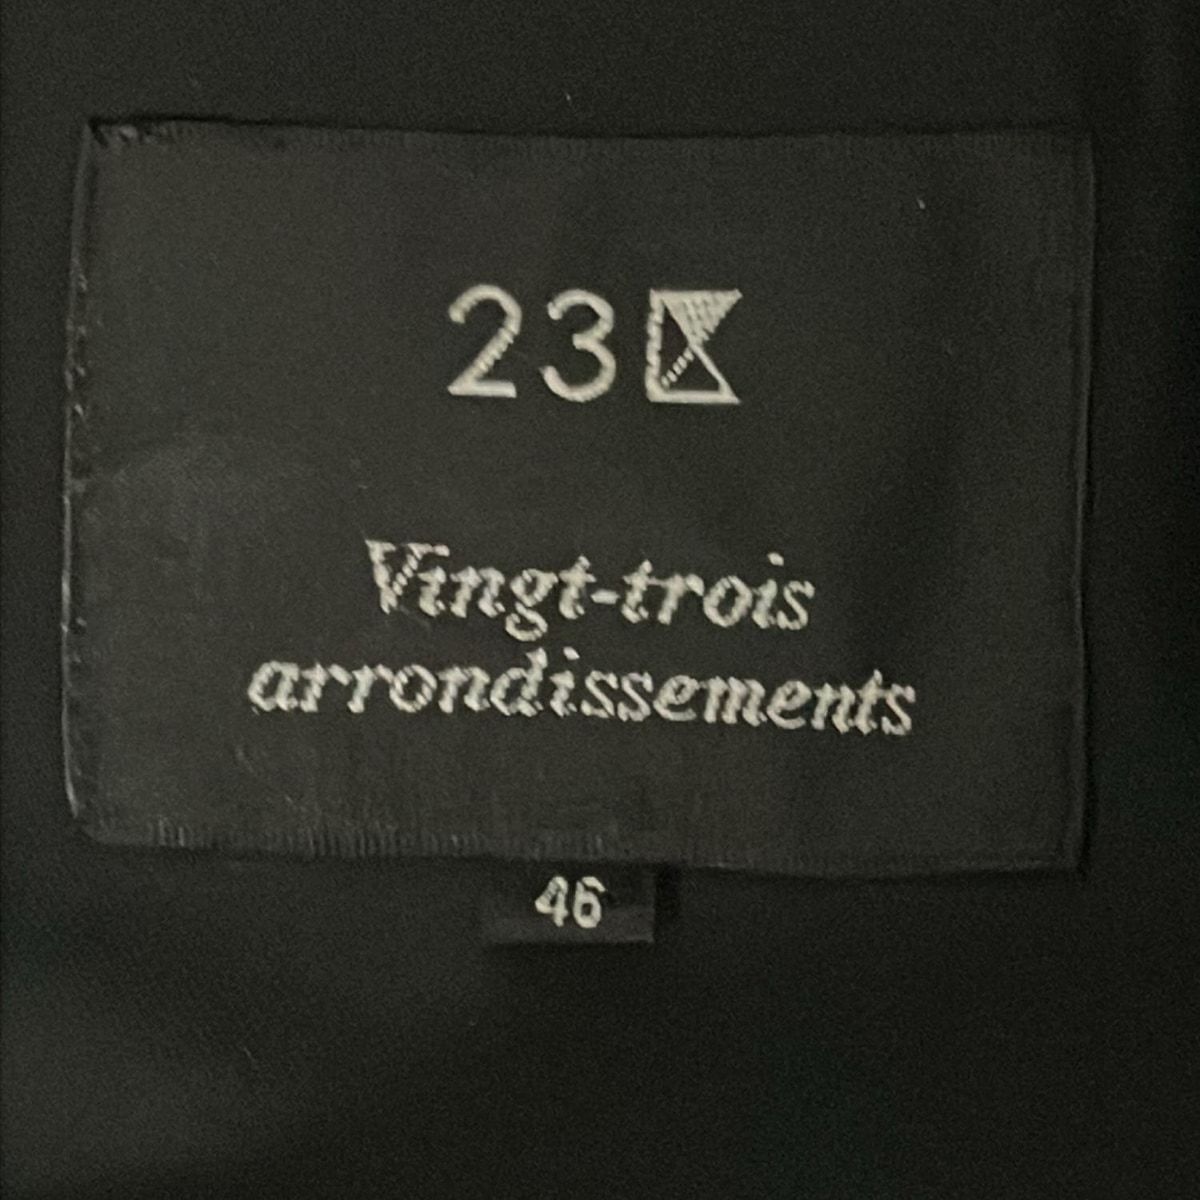 23
Vingt-trois
arrondissements
46